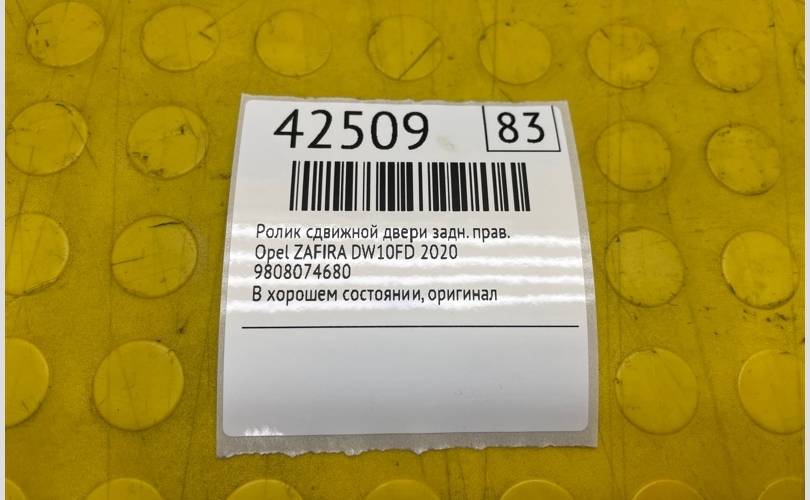 42509
83
Ролик сдвижной двери задн. прав.
Opel ZAFIRA DW10FD 2020
9808074680
В хорошем состоянии, оригинал